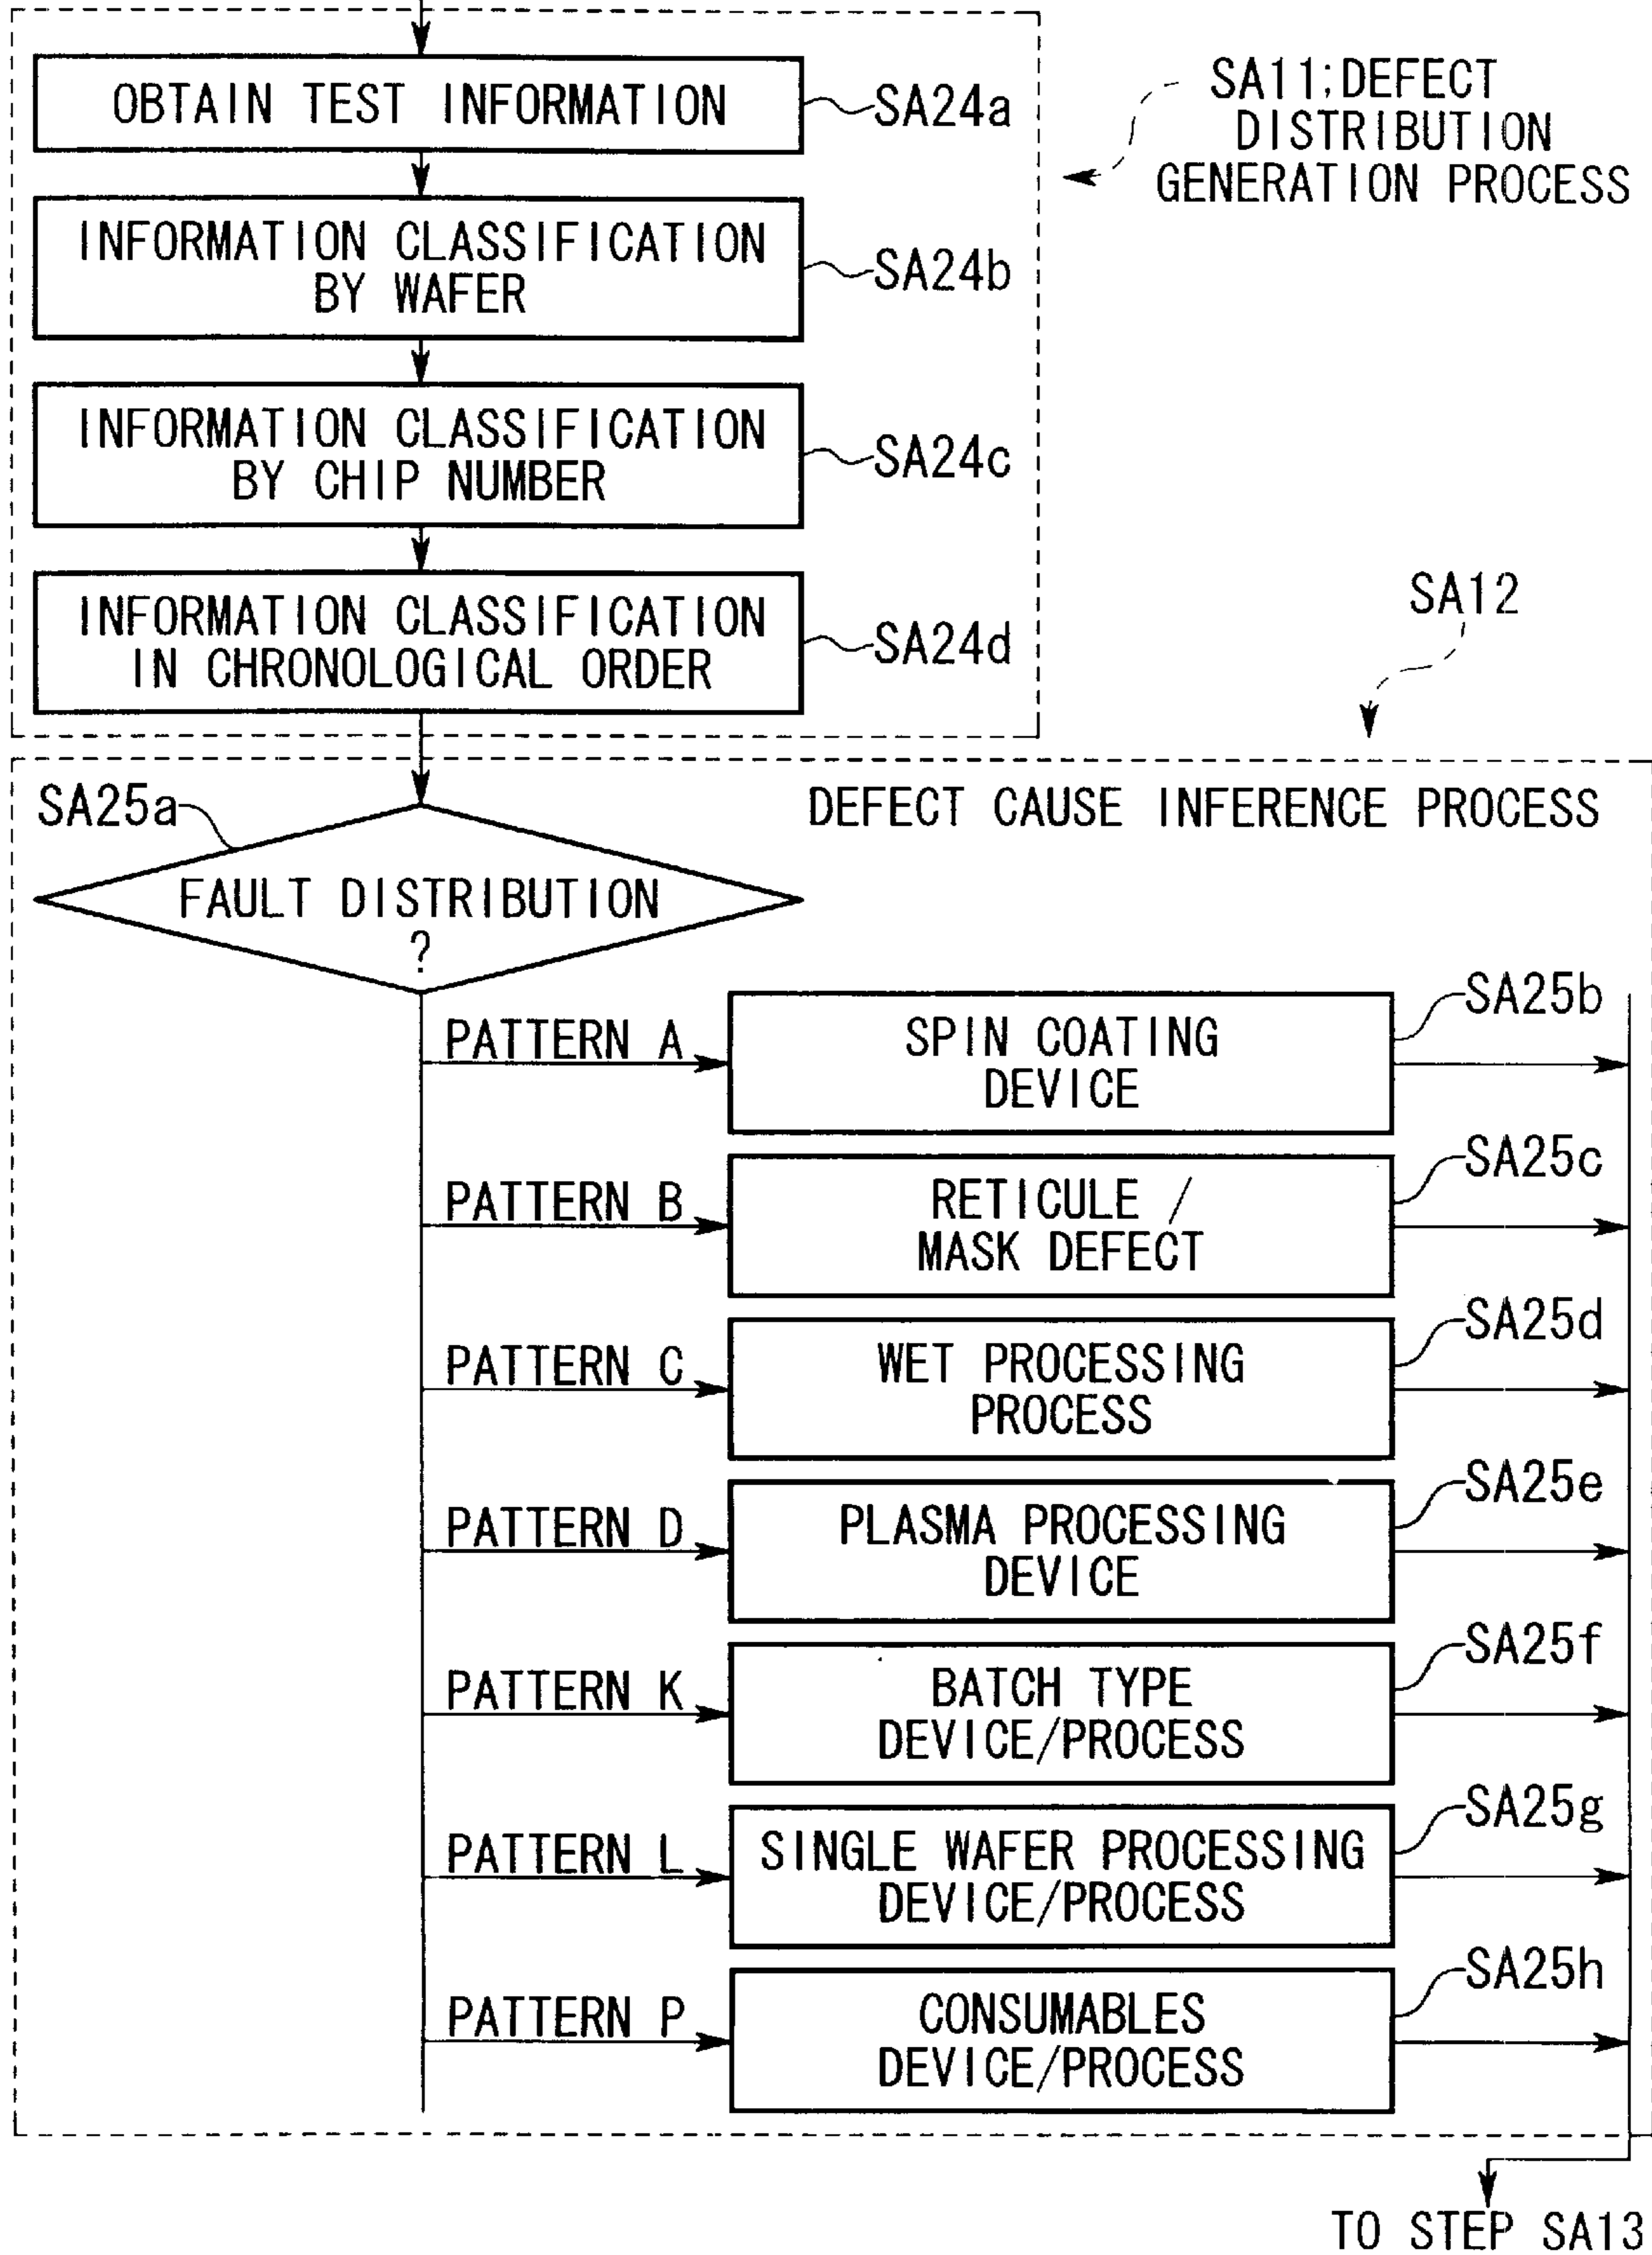 OBTAIN TEST INFORMATION
SA24a
SA11;DEFECT
DISTRIBUTION
GENERATION PROCESS
INFORMATION CLASSIFICATION
BY WAFER
SA24b
INFORMATION CLASSIFICATION
BY CHIP NUMBER
SA24c
INFORMATION CLASSIFICATION
IN CHRONOLOGICAL ORDER
SA24d
SA12
DEFECT CAUSE INFERENCE PROCESS
SA25a
FAULT DISTRIBUTION
?
PATTERN A
SPIN COATING
DEVICE
SA25b
PATTERN B
RETICULE /
MASK DEFECT
SA25c
PATTERN C
WET PROCESSING
PROCESS
SA25d
PATTERN D
PLASMA PROCESSING
DEVICE
SA25e
PATTERN K
BATCH TYPE
DEVICE/PROCESS
SA25f
PATTERN L
SINGLE WAFER PROCESSING
DEVICE/PROCESS
SA25g
PATTERN P
CONSUMABLES
DEVICE/PROCESS
SA25h
TO STEP SA13